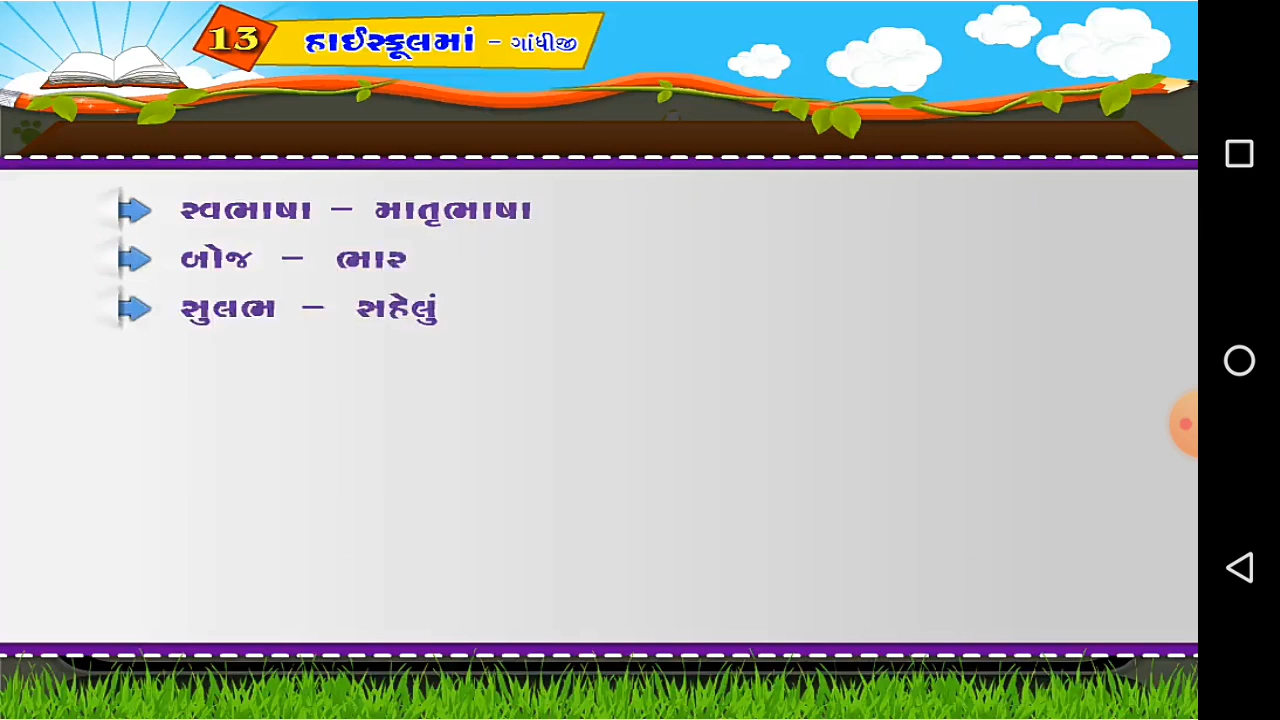 13 હાઈસ્કૂલમાં – ગાંધીજી
સ્વભાષા – માતૃભાષા
બોજ – ભાર
સુલભ – સહેલું